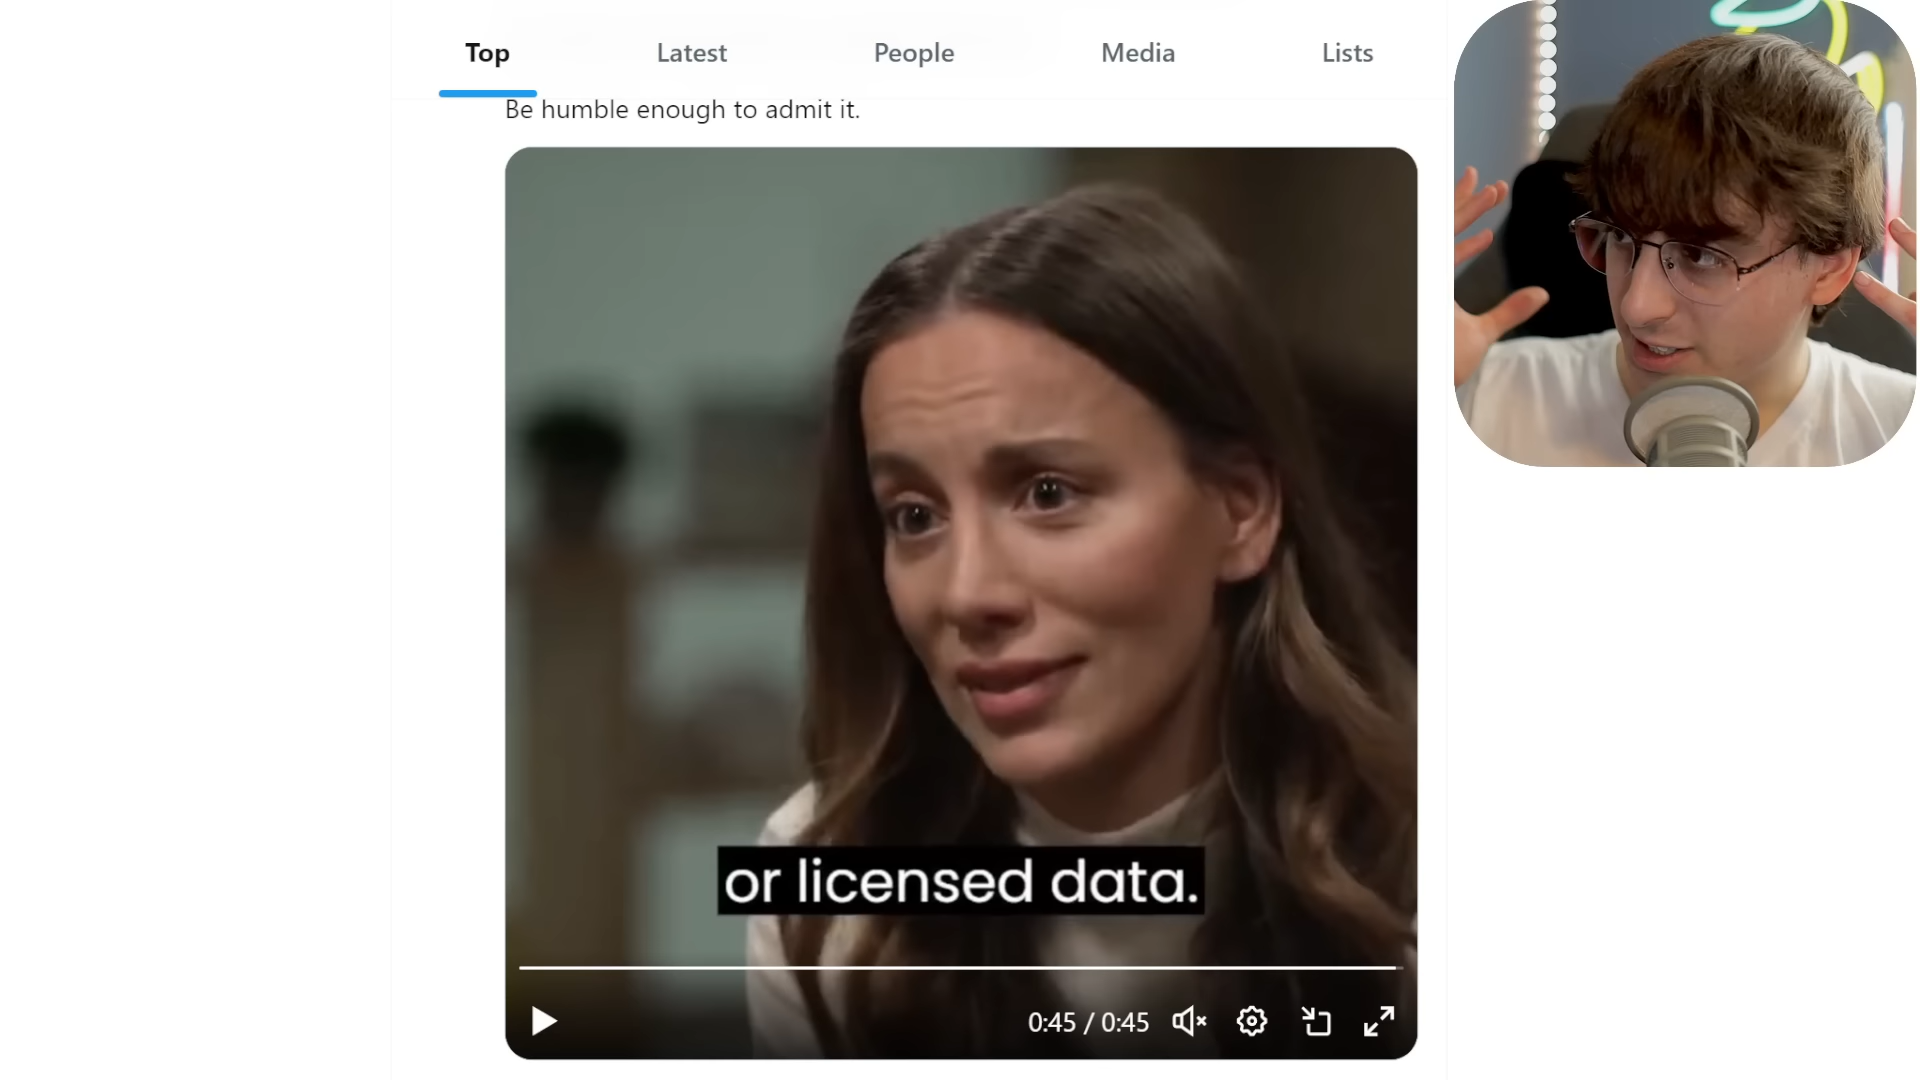 Top
Latest
People
Media
Lists
Be humble enough to admit it.
or licensed data.
0:45 / 0:45